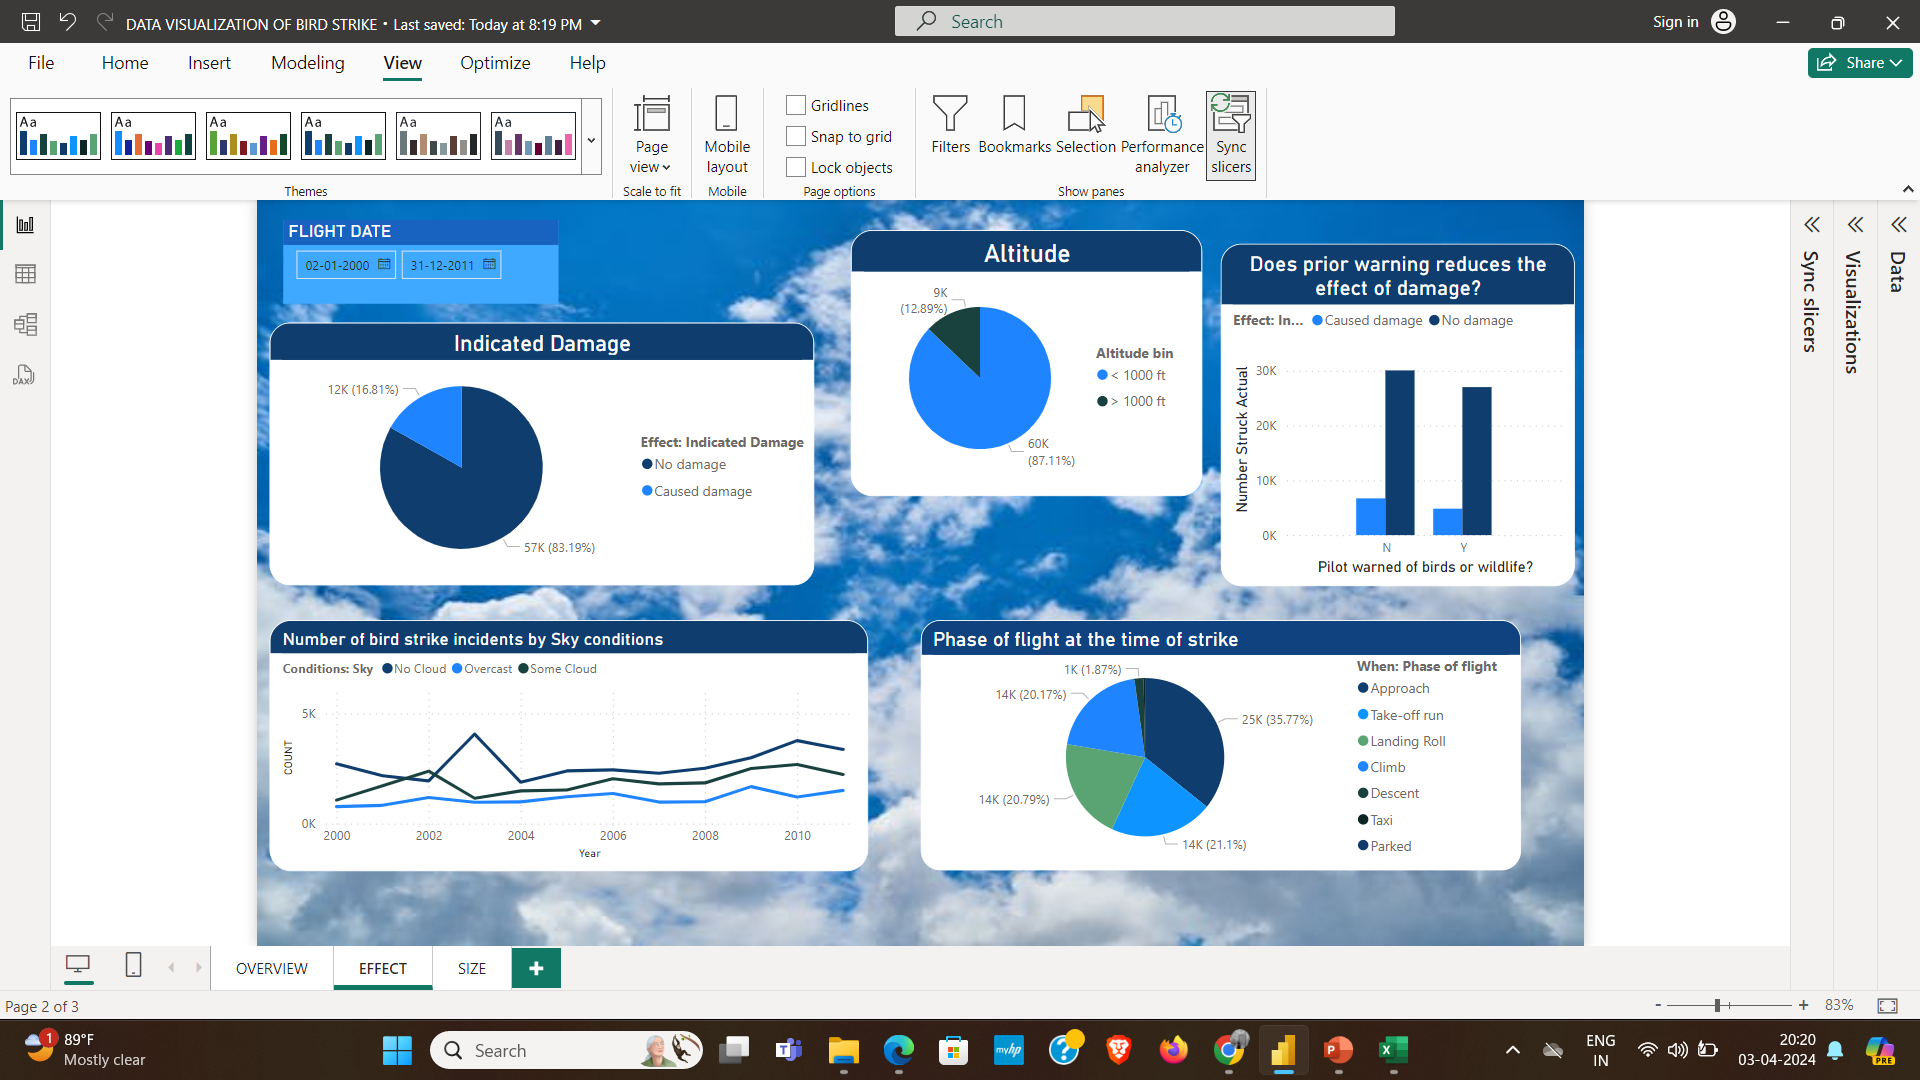 DATA VISUALIZATION OF BIRD STRIKE • Last saved: Today at 8:19 PM
Search
Sign in
File Home Insert Modeling View Optimize Help
Share
Aa Aa Aa Aa Aa Aa
Themes
Page view
Scale to fit
Mobile layout
Mobile
Gridlines
Snap to grid
Lock objects
Page options
Filters
Bookmarks
Selection
Performance analyzer
Sync slicers
Show panes
DAX
FLIGHT DATE
02-01-2000 31-12-2011
Indicated Damage
12K (16.81%)
57K (83.19%)
Effect: Indicated Damage
No damage
Caused damage
Altitude
9K
(12.89%)
60K
(87.11%)
Altitude bin
< 1000 ft
> 1000 ft
Does prior warning reduces the
effect of damage?
Effect: In... Caused damage No damage
Number Struck Actual
30K
20K
10K
0K
N Y
Pilot warned of birds or wildlife?
Number of bird strike incidents by Sky conditions
Conditions: Sky No Cloud Overcast Some Cloud
COUNT
5K
0K
2000 2002 2004 2006 2008 2010
Year
Phase of flight at the time of strike
1K (1.87%)
14K (20.17%)
14K (20.79%)
25K (35.77%)
14K (21.1%)
When: Phase of flight
Approach
Take-off run
Landing Roll
Climb
Descent
Taxi
Parked
Sync slicers
Visualizations
Data
OVERVIEW EFFECT SIZE
Page 2 of 3
- + 83%
1
89°F
Mostly clear
Search
T
myhp
?
P
X
ENG
IN
20:20
03-04-2024
PRE